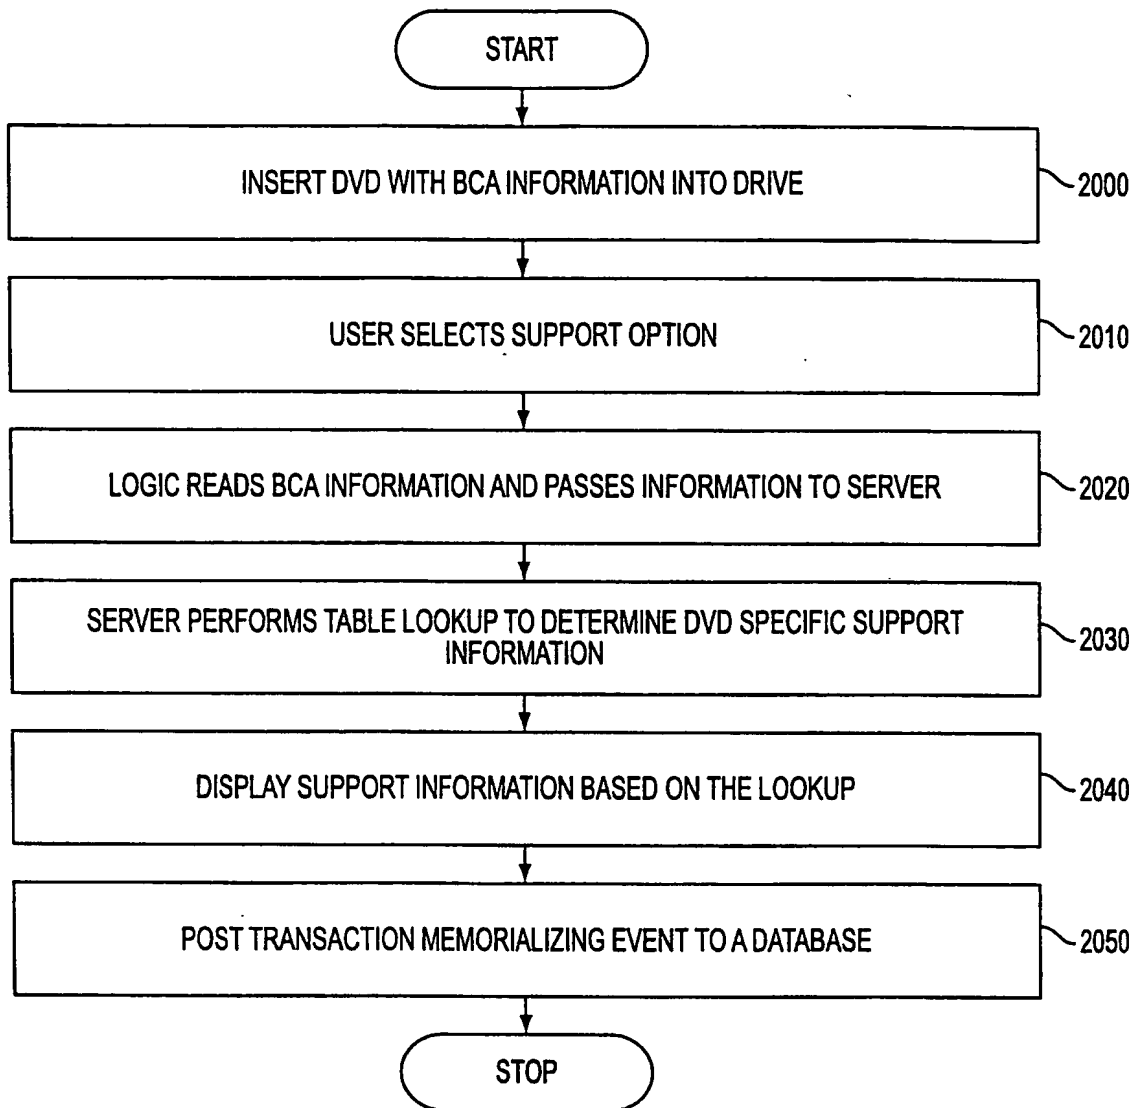 START
INSERT DVD WITH BCA INFORMATION INTO DRIVE
2000
USER SELECTS SUPPORT OPTION
2010
LOGIC READS BCA INFORMATION AND PASSES INFORMATION TO SERVER
2020
SERVER PERFORMS TABLE LOOKUP TO DETERMINE DVD SPECIFIC SUPPORT
INFORMATION
2030
DISPLAY SUPPORT INFORMATION BASED ON THE LOOKUP
2040
POST TRANSACTION MEMORIALIZING EVENT TO A DATABASE
2050
STOP